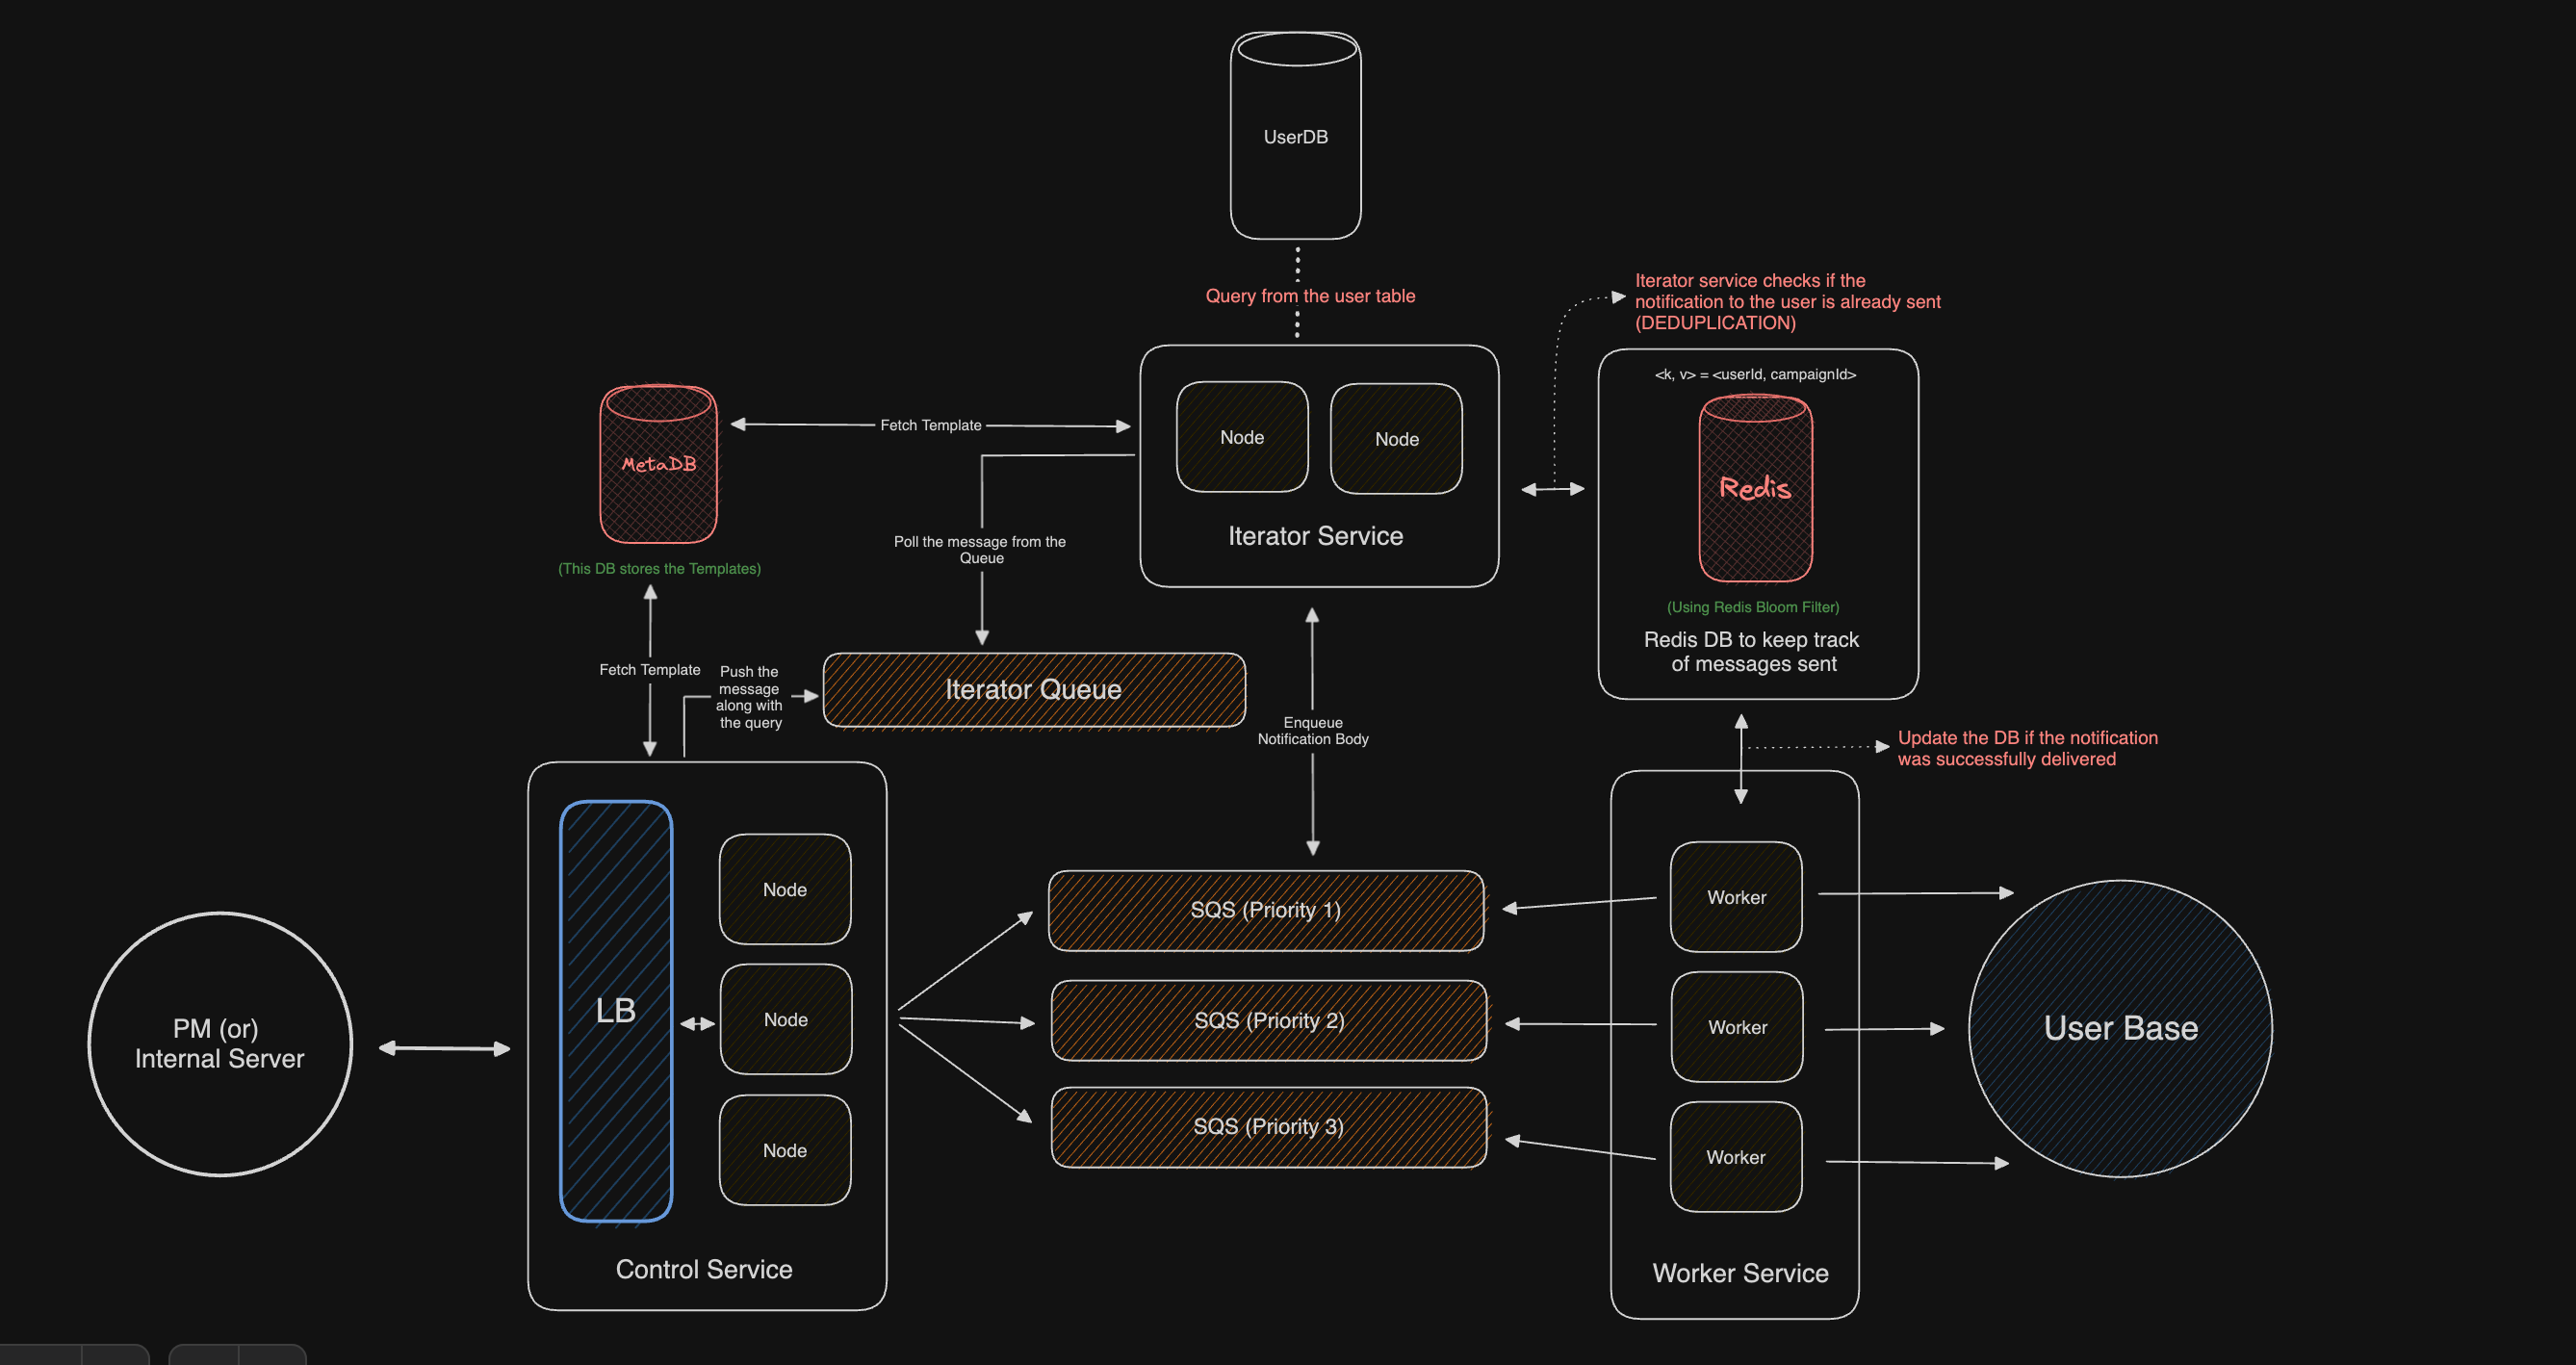 UserDB
Query from the user table
Iterator service checks if the
notification to the user is already sent
(DEDUPLICATION)
<k, v> = <userId, campaignId>
Redis
(Using Redis Bloom Filter)
Redis DB to keep track
of messages sent
Node
Node
Iterator Service
Fetch Template
MetaDB
(This DB stores the Templates)
Poll the message from the
Queue
Fetch Template
Push the
message
along with
the query
Iterator Queue
Enqueue
Notification Body
Update the DB if the notification
was successfully delivered
PM (or)
Internal Server
LB
Node
Node
Node
Control Service
SQS (Priority 1)
SQS (Priority 2)
SQS (Priority 3)
Worker
Worker
Worker
Worker Service
User Base